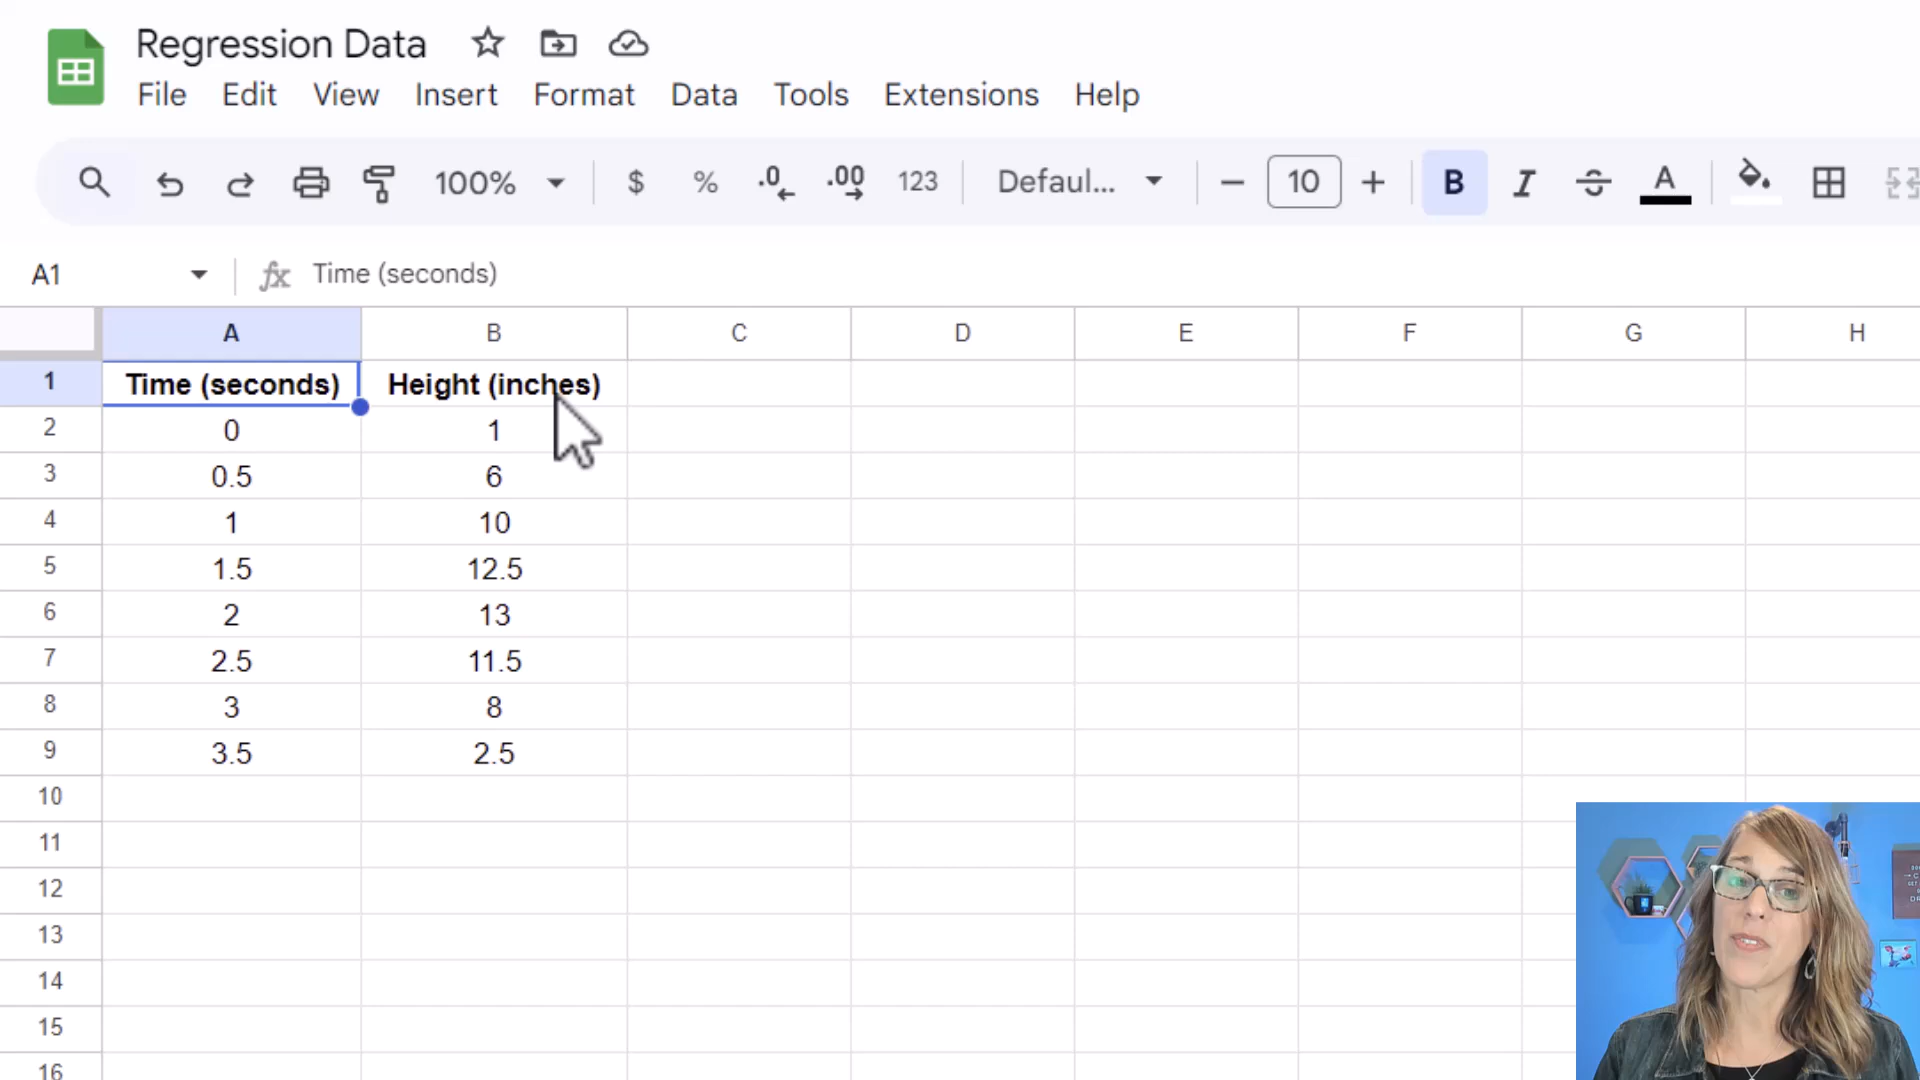 Regression Data
File Edit View Insert Format Data Tools Extensions Help
100% $ % .0 .00 123 Defaul... 10 B I S A
A1 fx Time (seconds)
A B C D E F G H
1 Time (seconds) Height (inches)
2 0 1
3 0.5 6
4 1 10
5 1.5 12.5
6 2 13
7 2.5 11.5
8 3 8
9 3.5 2.5
10
11
12
13
14
15
16